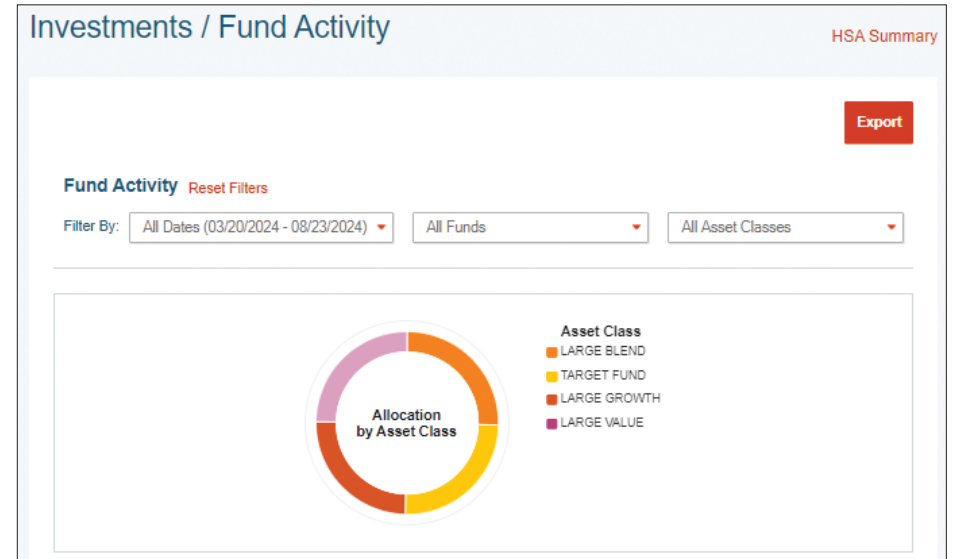 Investments / Fund Activity
HSA Summary
Export
Fund Activity Reset Filters
Filter By: All Dates (03/20/2024 - 08/23/2024) All Funds All Asset Classes
Allocation
by Asset Class
Asset Class
LARGE BLEND
TARGET FUND
LARGE GROWTH
LARGE VALUE